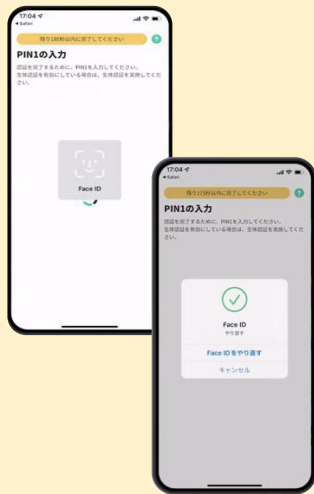 17:04
Safari
残り180秒以内に完了してください
PIN1の入力
認証を完了するために、PIN1を入力してください。
生体認証を有効にしている場合は、生体認証を実施してくだ
さい。
Face ID
17:04
Safari
残り175秒以内に完了してください
PIN1の入力
認証を完了するために、PIN1を入力してください。
生体認証を有効にしている場合は、生体認証を実施してくだ
さい。
Face ID
やり直す
Face IDをやり直す
キャンセル